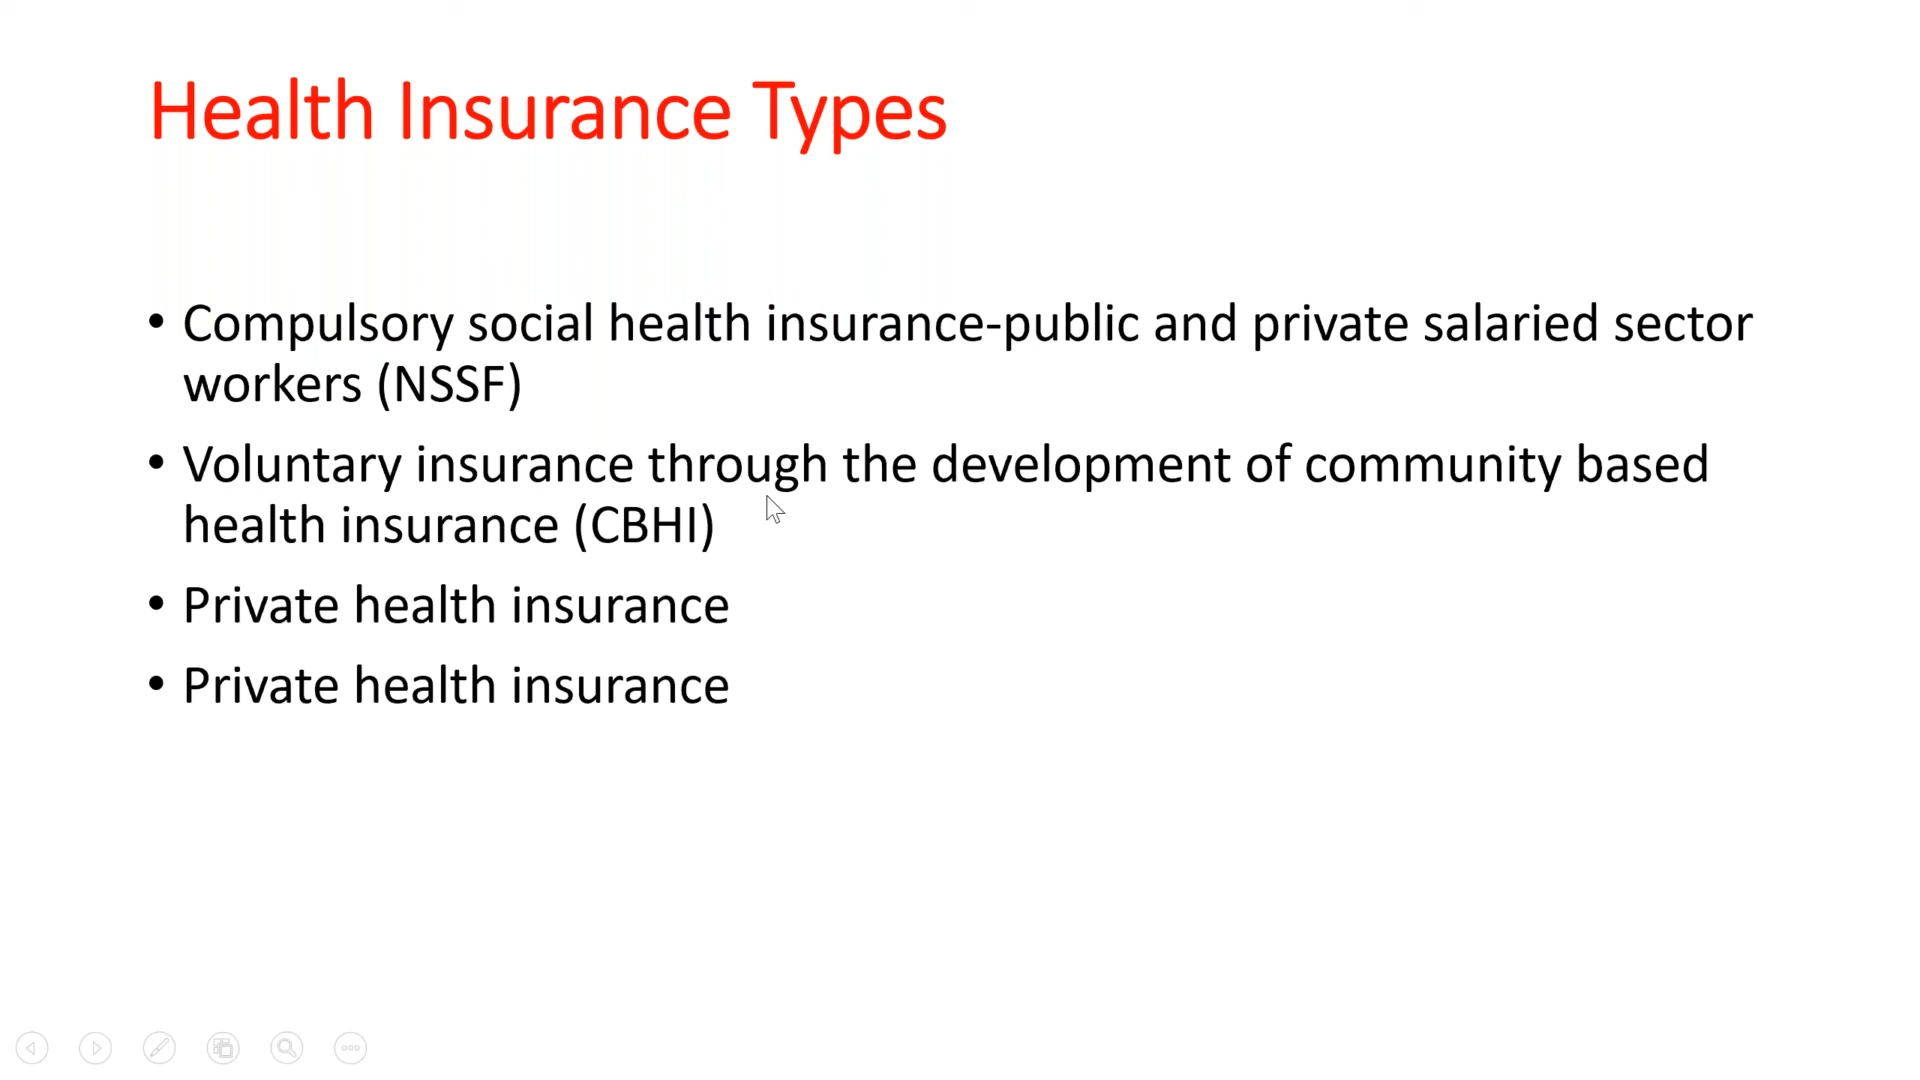 Health Insurance Types
• Compulsory social health insurance-public and private salaried sector
workers (NSSF)
• Voluntary insurance through the development of community based
health insurance (CBHI)
• Private health insurance
• Private health insurance